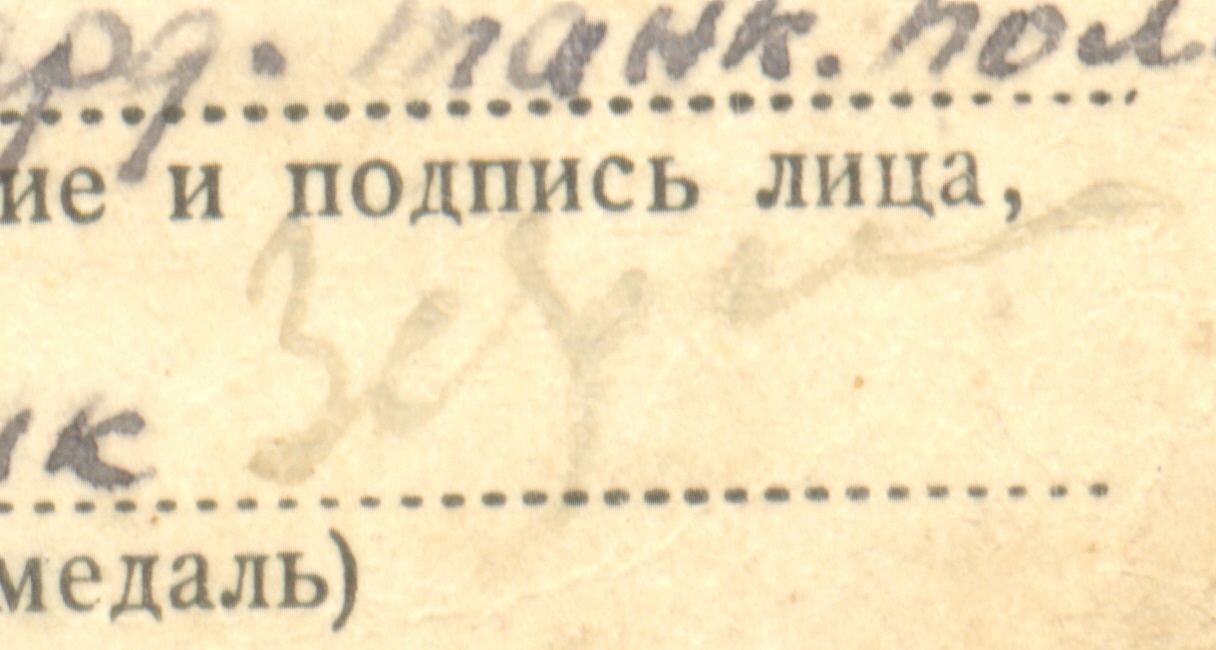 рд. танк. пол
ие и подпись лица,
ик
медаль)